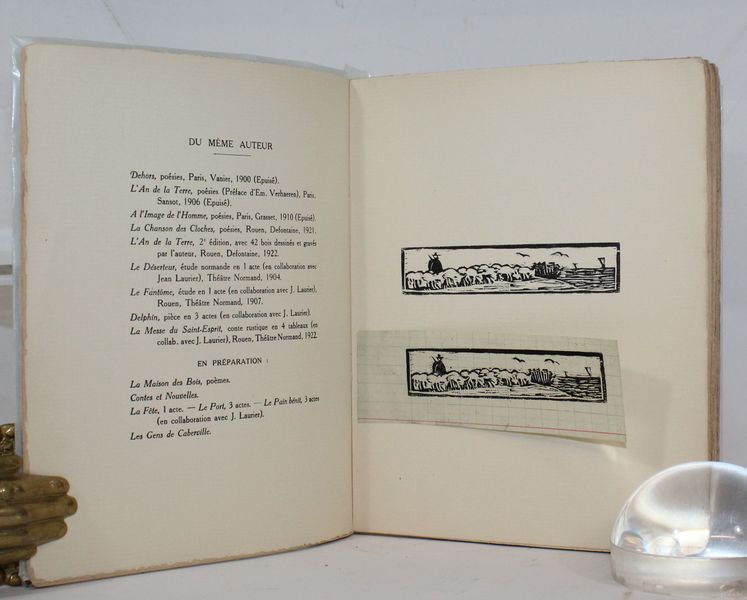 DU MÊME AUTEUR
Dehors, poésies, Paris, Vanier, 1900 (Epuisé).
L'An de la Terre, poésies (Préface d'Em. Verhaeren), Paris,
Sansot, 1906 (Epuisé).
A l'Image de l'Homme, poésies, Paris, Grasset, 1910 (Epuisé).
La Chanson des Cloches, poésies, Rouen, Defontaine, 1921.
L'An de la Terre, 2e édition, avec 42 bois dessinés et gravés
par l'auteur, Rouen, Defontaine, 1922.
Le Déserteur, étude normande en 1 acte (en collaboration avec
Jean Laurier), Théâtre Normand, 1904.
Le Fantôme, étude en 1 acte (en collaboration avec J. Laurier),
Rouen, Théâtre Normand, 1907.
Delphin, pièce en 3 actes (en collaboration avec J. Laurier).
La Messe du Saint-Esprit, conte rustique en 4 tableaux (en
collab. avec J. Laurier), Rouen, Théâtre Normand, 1922.
EN PRÉPARATION :
La Maison des Bois, poèmes.
Contes et Nouvelles.
La Fête, 1 acte. — Le Port, 3 actes. — Le Pain bénit, 3 actes
(en collaboration avec J. Laurier).
Les Gens de Caberville.